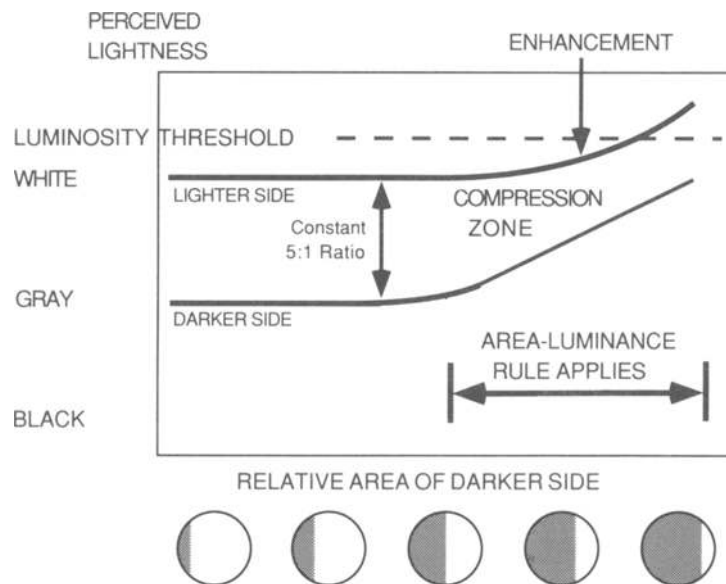 PERCEIVED
LIGHTNESS
ENHANCEMENT
LUMINOSITY THRESHOLD
WHITE
LIGHTER SIDE
COMPRESSION
ZONE
Constant
5:1 Ratio
GRAY
DARKER SIDE
AREA-LUMINANCE
RULE APPLIES
BLACK
RELATIVE AREA OF DARKER SIDE